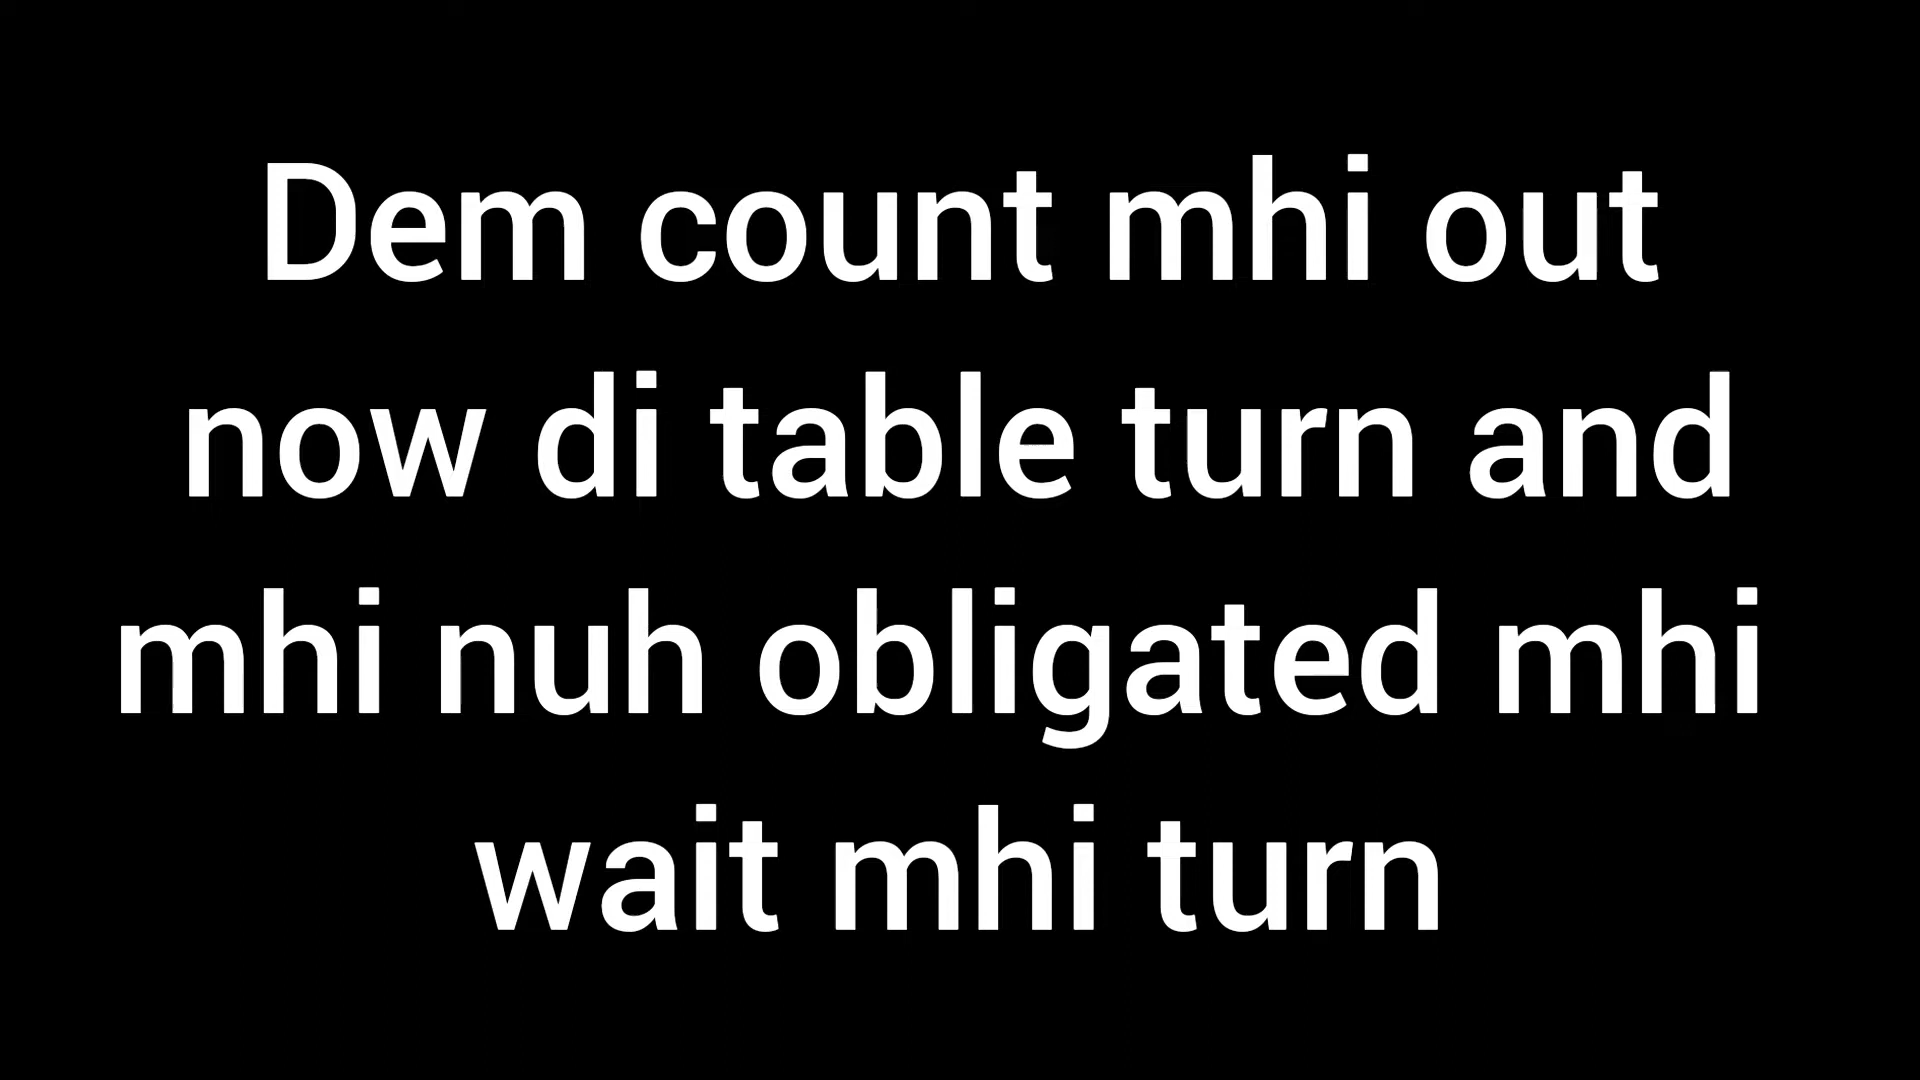 Dem count mhi out
now di table turn and
mhi nuh obligated mhi
wait mhi turn